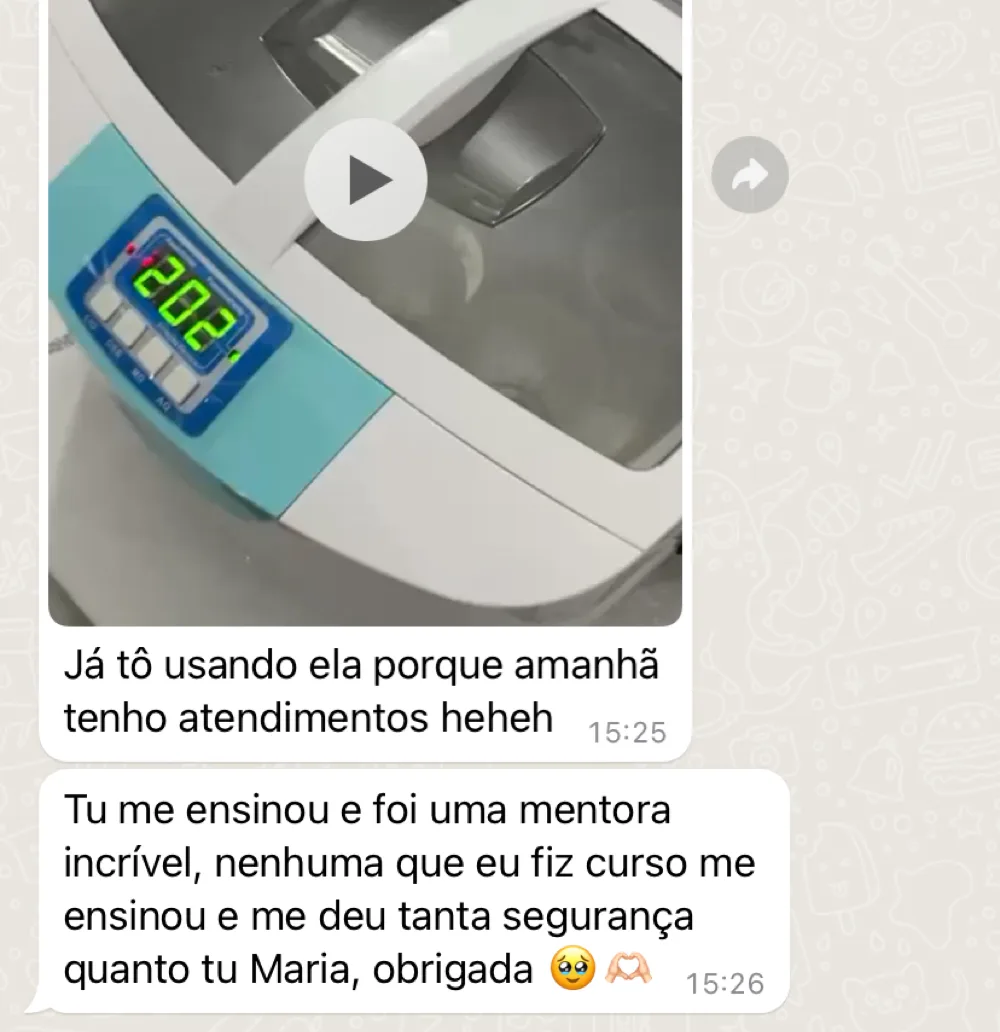 202
Já tô usando ela porque amanhã
tenho atendimentos heheh 15:25
Tu me ensinou e foi uma mentora
incrível, nenhuma que eu fiz curso me
ensinou e me deu tanta segurança
quanto tu Maria, obrigada 🥹🫶🏻 15:26